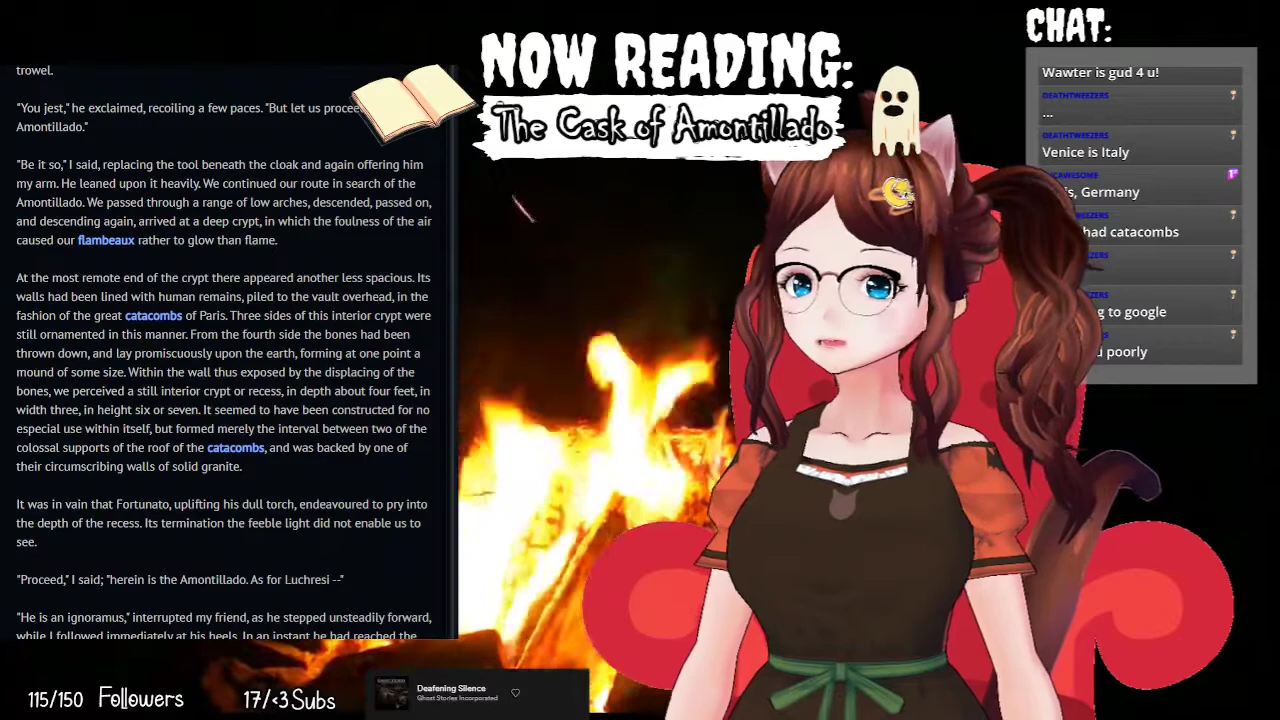 trowel.
"You jest," he exclaimed, recoiling a few paces. "But let us
Amontillado."
"Be it so," I said, replacing the tool beneath the cloak and again offering him
my arm. He leaned upon it heavily. We continued our route in search of the
Amontillado. We passed through a range of low arches, descended, passed on,
and descending again, arrived at a deep crypt, in which the foulness of the air
caused our flambeaux rather to glow than flame.
At the most remote end of the crypt there appeared another less spacious. Its
walls had been lined with human remains, piled to the vault overhead, in the
fashion of the great catacombs of Paris. Three sides of this interior crypt were
still ornamented in this manner. From the fourth side the bones had been
thrown down, and lay promiscuously upon the earth, forming at one point a
mound of some size. Within the wall thus exposed by the displacing of the
bones, we perceived a still interior crypt or recess, in depth about four feet, in
width three, in height six or seven. It seemed to have been constructed for no
especial use within itself, but formed merely the interval between two of the
colossal supports of the roof of the catacombs, and was backed by one of
their circumscribing walls of solid granite.
It was in vain that Fortunato, uplifting his dull torch, endeavoured to pry into
the depth of the recess. Its termination the feeble light did not enable us to
see.
"Proceed," I said; "herein is the Amontillado. As for Luchresi --"
"He is an ignoramus," interrupted my friend, as he stepped unsteadily forward,
while I followed immediately at his heels. In an instant he had reached the
NOW READING:
The Cask of Amontillado
CHAT:
Wawter is gud 4 u!
DEATHTWEEZERS
...
DEATHTWEEZERS
Venice is Italy
Germany
had catacombs
to google
poorly
115/150 Followers
17/<3 Subs
Deafening Silence
Ghost Stories Incorporated